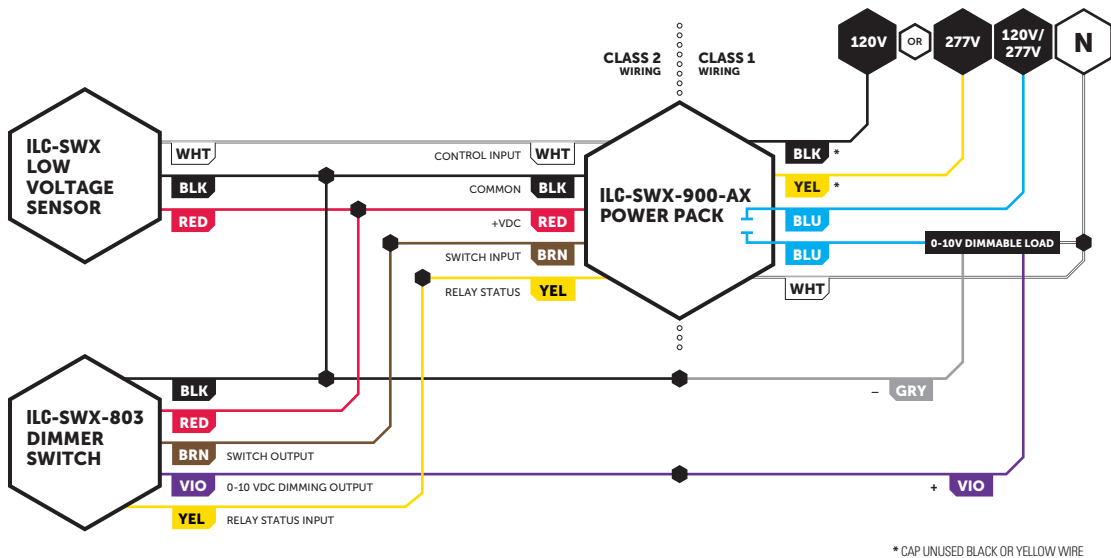 120V
OR
277V
120V/
277V
N
CLASS 2
WIRING
CLASS 1
WIRING
ILC-SWX
LOW
VOLTAGE
SENSOR
WHT
BLK
RED
CONTROL INPUT
WHT
COMMON
BLK
+VDC
RED
SWITCH INPUT
BRN
RELAY STATUS
YEL
ILC-SWX-900-AX
POWER PACK
BLK *
YEL *
BLU
BLU
WHT
0-10V DIMMABLE LOAD
ILC-SWX-803
DIMMER
SWITCH
BLK
RED
BRN
SWITCH OUTPUT
VIO
0-10 VDC DIMMING OUTPUT
YEL
RELAY STATUS INPUT
– GRY
+ VIO
* CAP UNUSED BLACK OR YELLOW WIRE